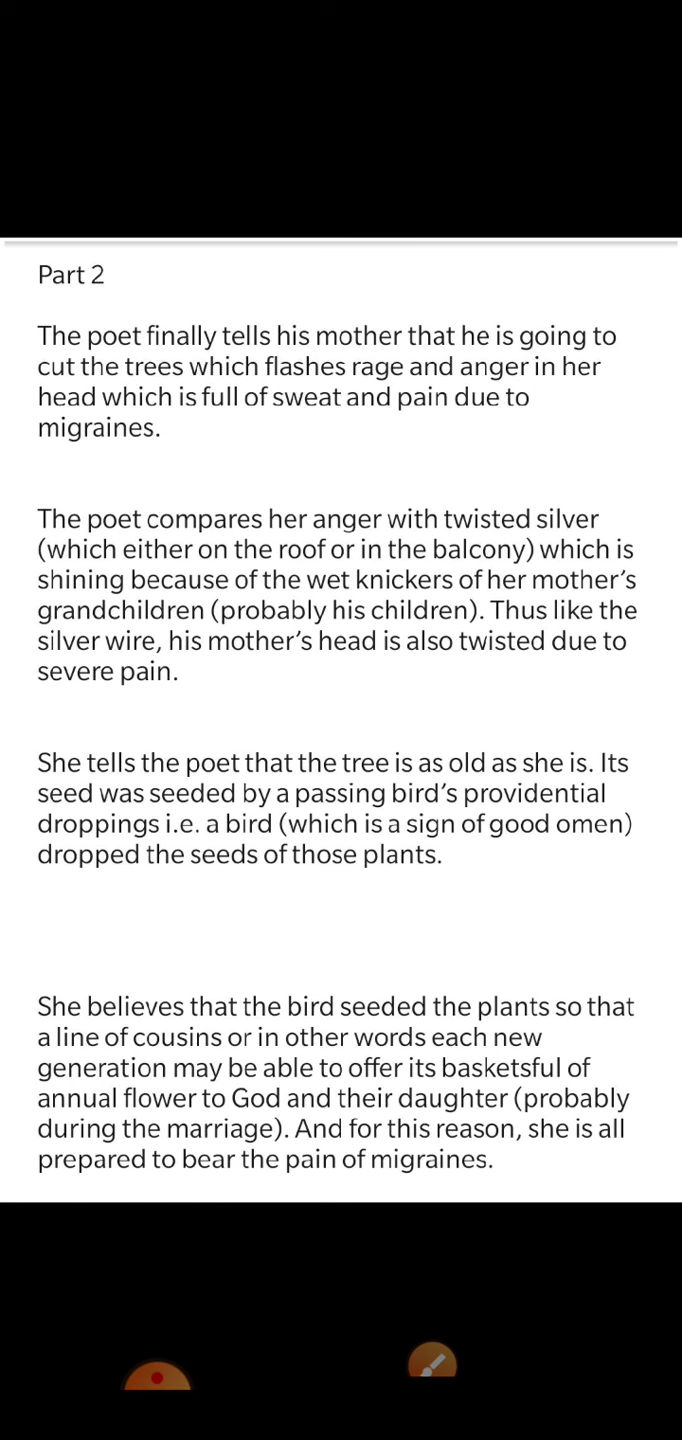 Part 2
The poet finally tells his mother that he is going to
cut the trees which flashes rage and anger in her
head which is full of sweat and pain due to
migraines.
The poet compares her anger with twisted silver
(which either on the roof or in the balcony) which is
shining because of the wet knickers of her mother’s
grandchildren (probably his children). Thus like the
silver wire, his mother’s head is also twisted due to
severe pain.
She tells the poet that the tree is as old as she is. Its
seed was seeded by a passing bird’s providential
droppings i.e. a bird (which is a sign of good omen)
dropped the seeds of those plants.
She believes that the bird seeded the plants so that
a line of cousins or in other words each new
generation may be able to offer its basketsful of
annual flower to God and their daughter (probably
during the marriage). And for this reason, she is all
prepared to bear the pain of migraines.